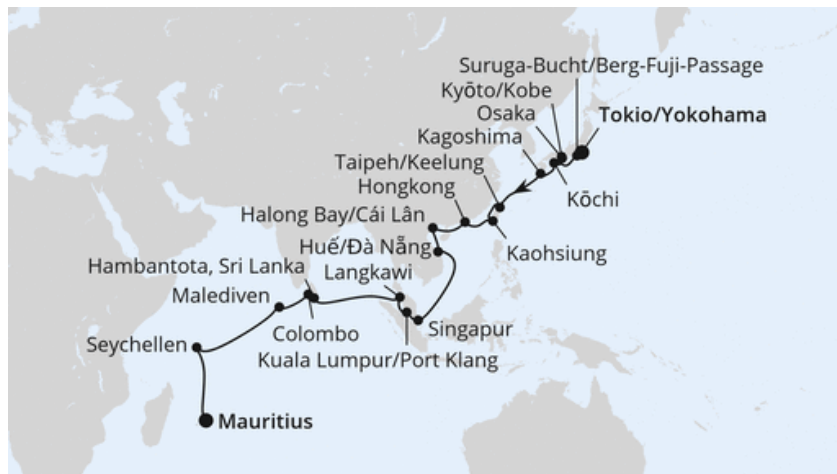 Suruga-Bucht/Berg-Fuji-Passage
Kyōto/Kobe
Osaka
Tokio/Yokohama
Kagoshima
Taipeh/Keelung
Hongkong
Kōchi
Halong Bay/Cái Lân
Huế/Đà Nẵng
Kaohsiung
Hambantota, Sri Lanka
Langkawi
Malediven
Colombo
Singapur
Seychellen
Kuala Lumpur/Port Klang
Mauritius